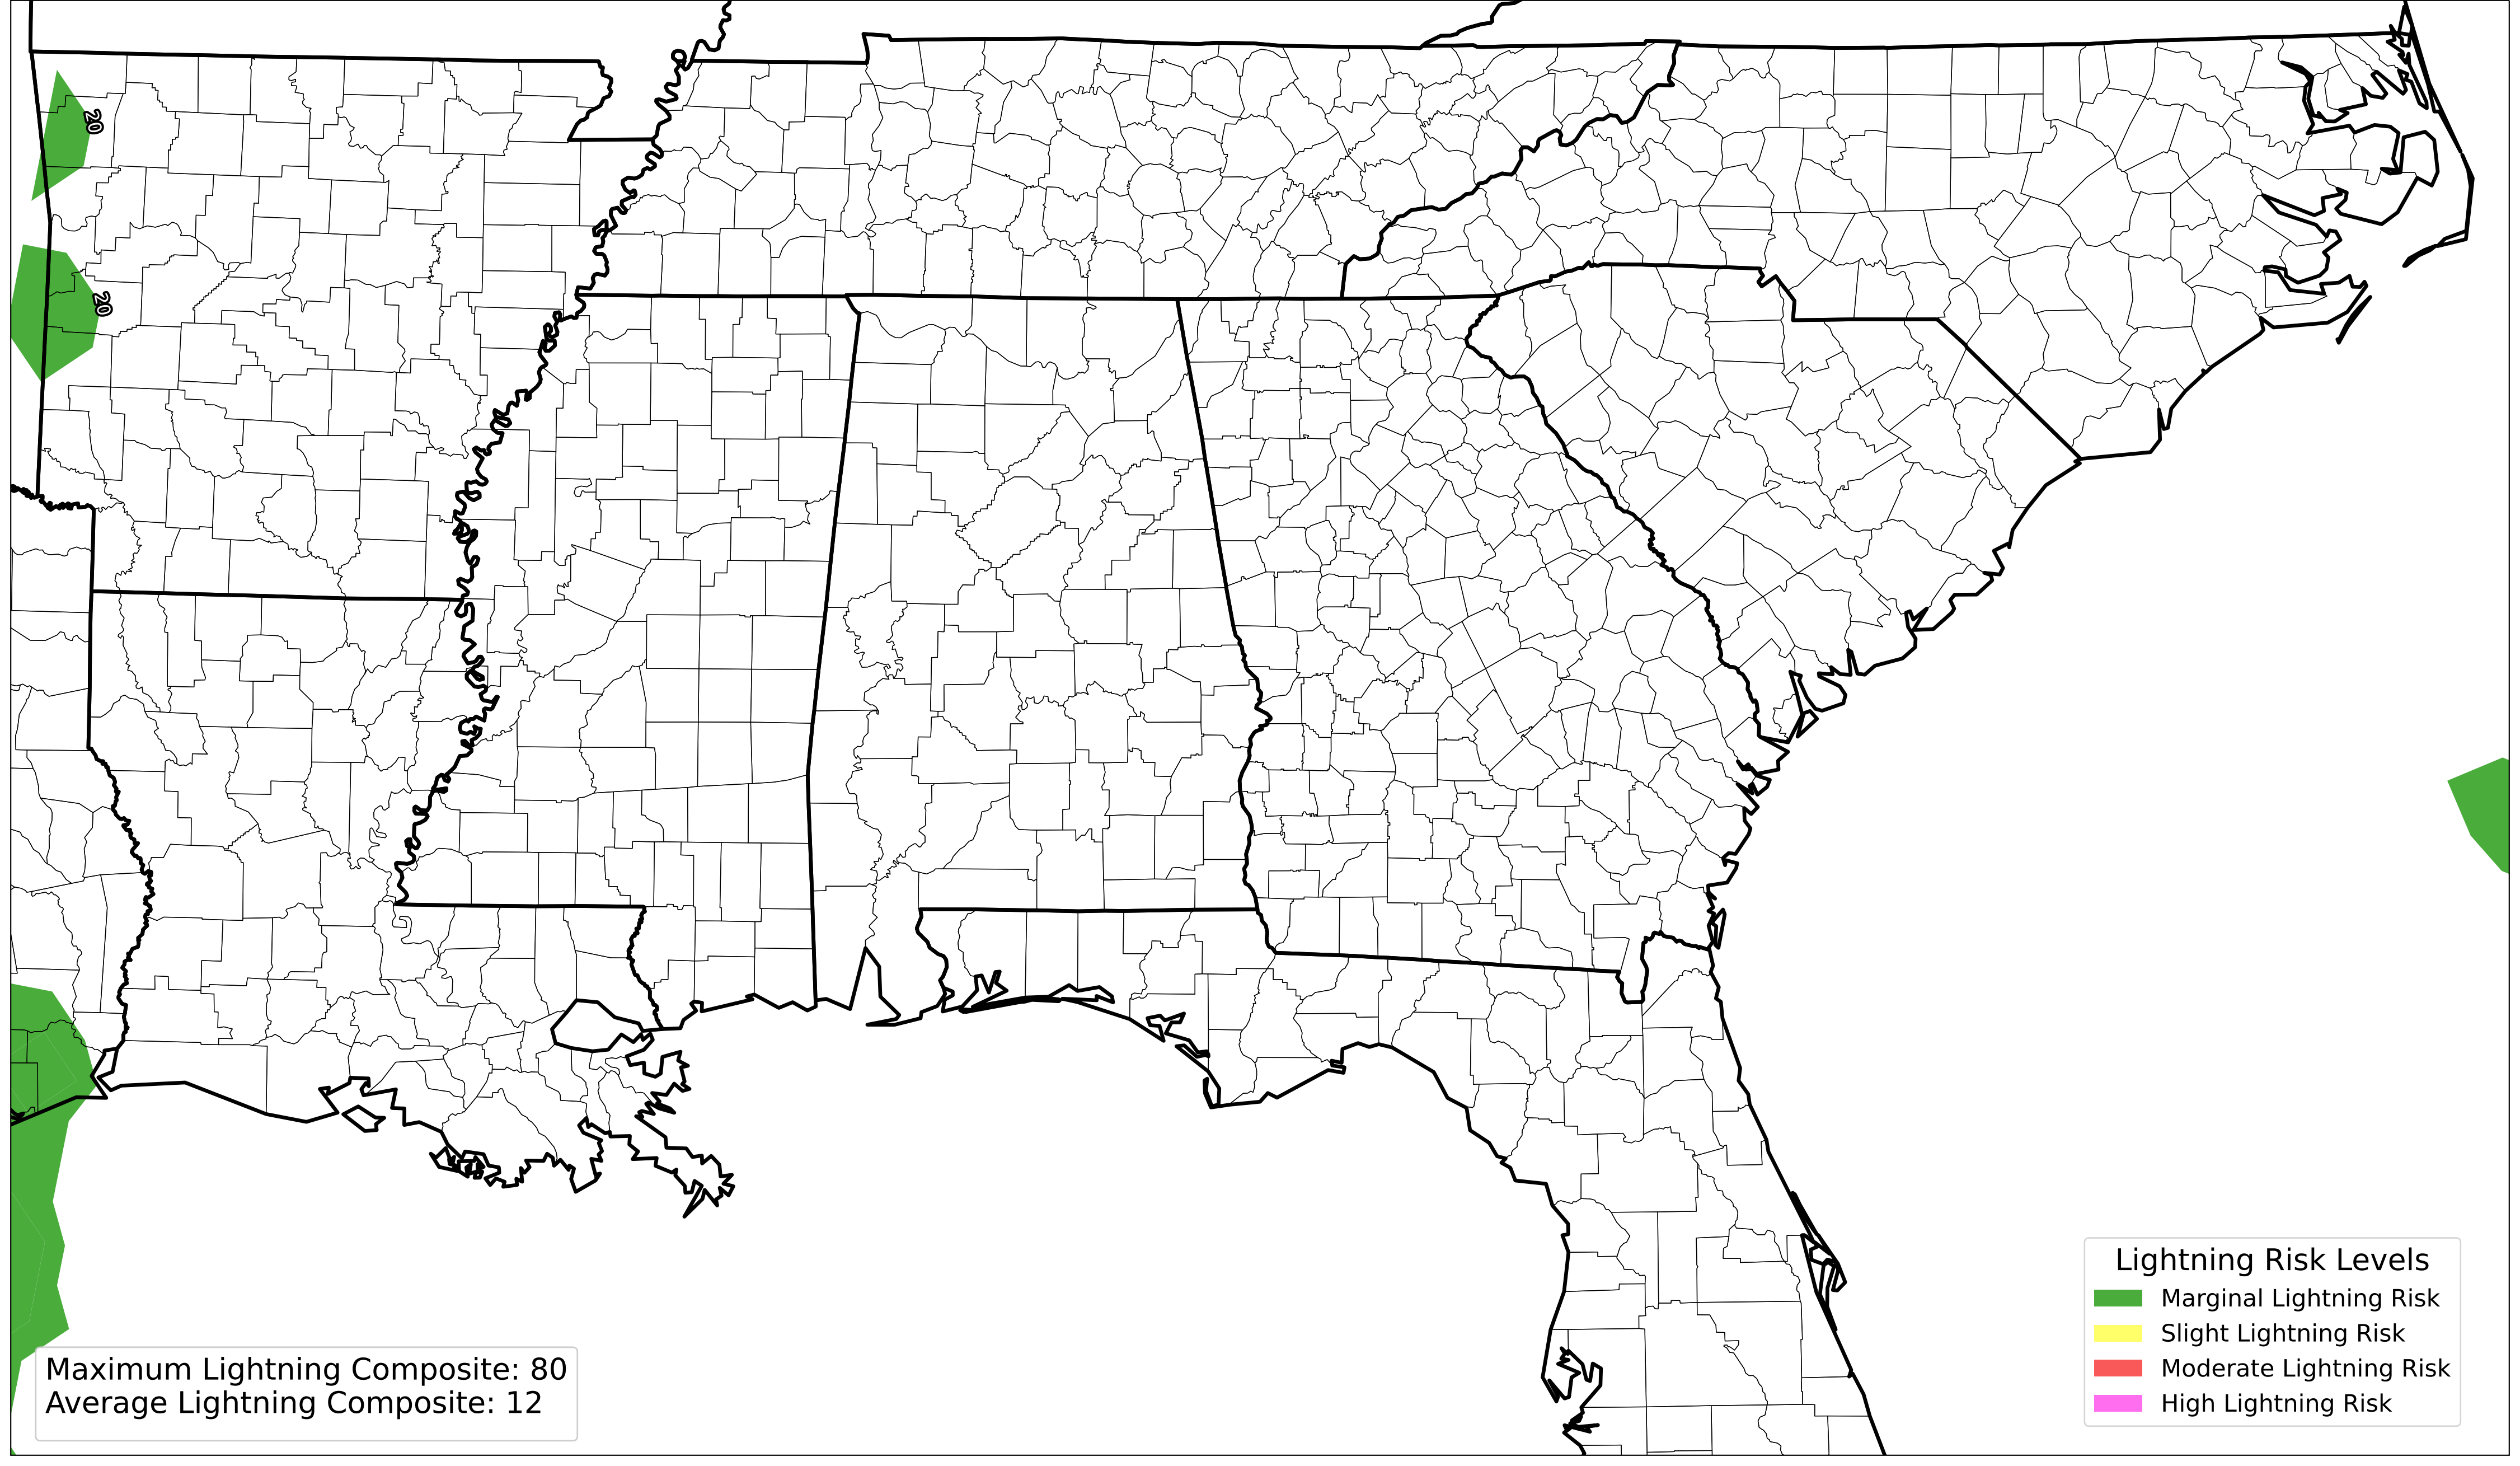 20
20
Maximum Lightning Composite: 80
Average Lightning Composite: 12
Lightning Risk Levels
Marginal Lightning Risk
Slight Lightning Risk
Moderate Lightning Risk
High Lightning Risk